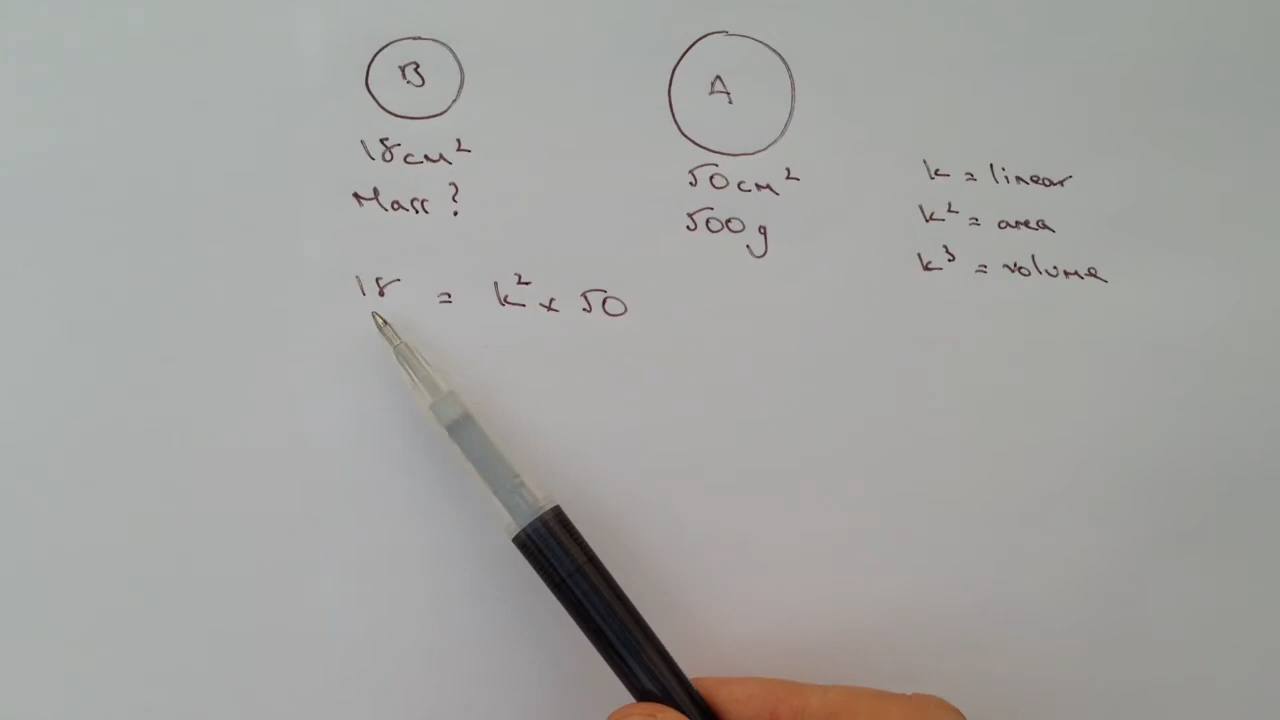 B
A
18cm²
Mass?
50cm²
500g
k = linear
k² = area
k³ = volume
18 = k² × 50